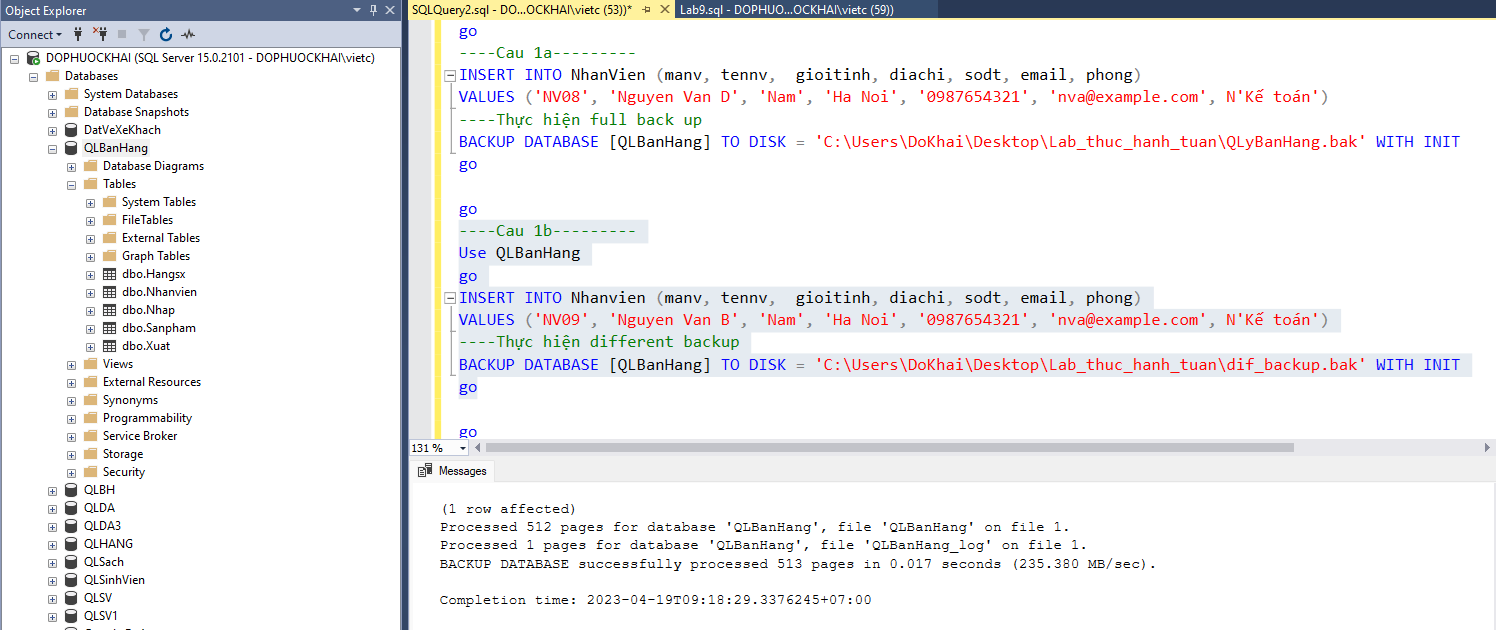 Object Explorer
Connect
DOPHUOCKHAI (SQL Server 15.0.2101 - DOPHUOCKHAI\vietc)
Databases
System Databases
Database Snapshots
DatVeXeKhach
QLBanHang
Database Diagrams
Tables
System Tables
FileTables
External Tables
Graph Tables
dbo.Hangsx
dbo.Nhanvien
dbo.Nhap
dbo.Sanpham
dbo.Xuat
Views
External Resources
Synonyms
Programmability
Service Broker
Storage
Security
QLBH
QLDA
QLDA3
QLHANG
QLSach
QLSinhVien
QLSV
QLSV1
SQLQuery2.sql - DO...OCKHAI\vietc (53))* Lab9.sql - DOPHUO...OCKHAI\vietc (59))
go
----Cau 1a---------
INSERT INTO NhanVien (manv, tennv,  gioitinh, diachi, sodt, email, phong)
VALUES ('NV08', 'Nguyen Van D', 'Nam', 'Ha Noi', '0987654321', 'nva@example.com', N'Kế toán')
----Thực hiện full back up
BACKUP DATABASE [QLBanHang] TO DISK = 'C:\Users\DoKhai\Desktop\Lab_thuc_hanh_tuan\QLyBanHang.bak' WITH INIT
go
go
----Cau 1b---------
Use QLBanHang
go
INSERT INTO Nhanvien (manv, tennv,  gioitinh, diachi, sodt, email, phong)
VALUES ('NV09', 'Nguyen Van B', 'Nam', 'Ha Noi', '0987654321', 'nva@example.com', N'Kế toán')
----Thực hiện different backup
BACKUP DATABASE [QLBanHang] TO DISK = 'C:\Users\DoKhai\Desktop\Lab_thuc_hanh_tuan\dif_backup.bak' WITH INIT
go
go
131 %
Messages
(1 row affected)
Processed 512 pages for database 'QLBanHang', file 'QLBanHang' on file 1.
Processed 1 pages for database 'QLBanHang', file 'QLBanHang_log' on file 1.
BACKUP DATABASE successfully processed 513 pages in 0.017 seconds (235.380 MB/sec).
Completion time: 2023-04-19T09:18:29.3376245+07:00